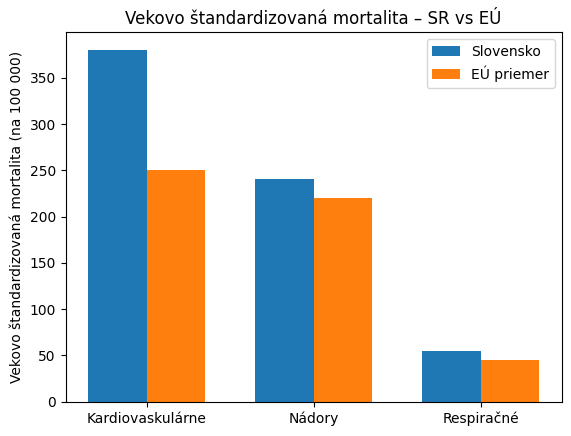 Vekovo štandardizovaná mortalita – SR vs EÚ
Vekovo štandardizovaná mortalita (na 100 000)
350
300
250
200
150
100
50
0
Slovensko
EÚ priemer
Kardiovaskulárne
Nádory
Respiračné